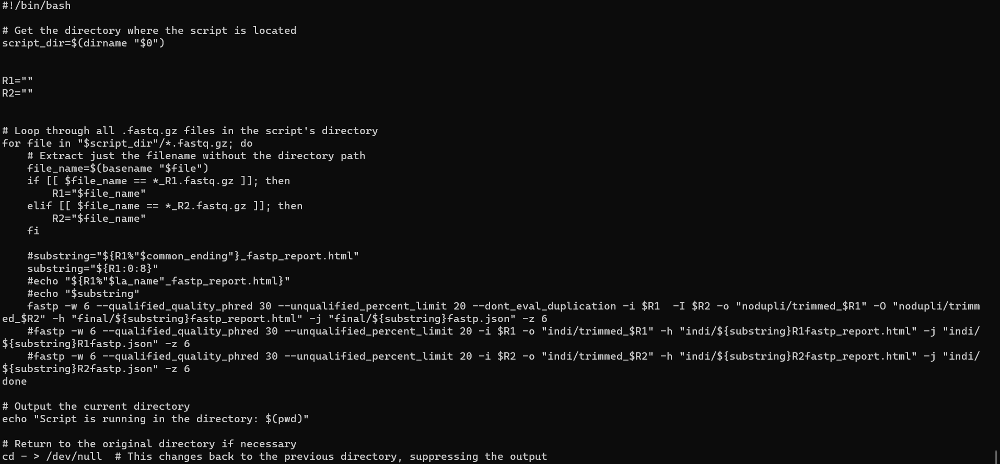 #!/bin/bash

# Get the directory where the script is located
script_dir=$(dirname "$0")


R1=""
R2=""


# Loop through all .fastq.gz files in the script's directory
for file in "$script_dir"/*.fastq.gz; do
    # Extract just the filename without the directory path
    file_name=$(basename "$file")
    if [[ $file_name == *_R1.fastq.gz ]]; then
        R1="$file_name"
    elif [[ $file_name == *_R2.fastq.gz ]]; then
        R2="$file_name"
    fi

    #substring="${R1%"$common_ending"}_fastp_report.html"
    substring="${R1:0:8}"
    #echo "${R1%"$la_name"_fastp_report.html}"
    #echo "$substring"
    fastp -w 6 --qualified_quality_phred 30 --unqualified_percent_limit 20 --dont_eval_duplication -i $R1  -I $R2 -o "nodupli/trimmed_$R1" -O "nodupli/trimm
ed_$R2" -h "final/${substring}fastp_report.html" -j "final/${substring}fastp.json" -z 6
    #fastp -w 6 --qualified_quality_phred 30 --unqualified_percent_limit 20 -i $R1 -o "indi/trimmed_$R1" -h "indi/${substring}R1fastp_report.html" -j "indi/
${substring}R1fastp.json" -z 6
    #fastp -w 6 --qualified_quality_phred 30 --unqualified_percent_limit 20 -i $R2 -o "indi/trimmed_$R2" -h "indi/${substring}R2fastp_report.html" -j "indi/
${substring}R2fastp.json" -z 6
done

# Output the current directory
echo "Script is running in the directory: $(pwd)"

# Return to the original directory if necessary
cd - > /dev/null  # This changes back to the previous directory, suppressing the output